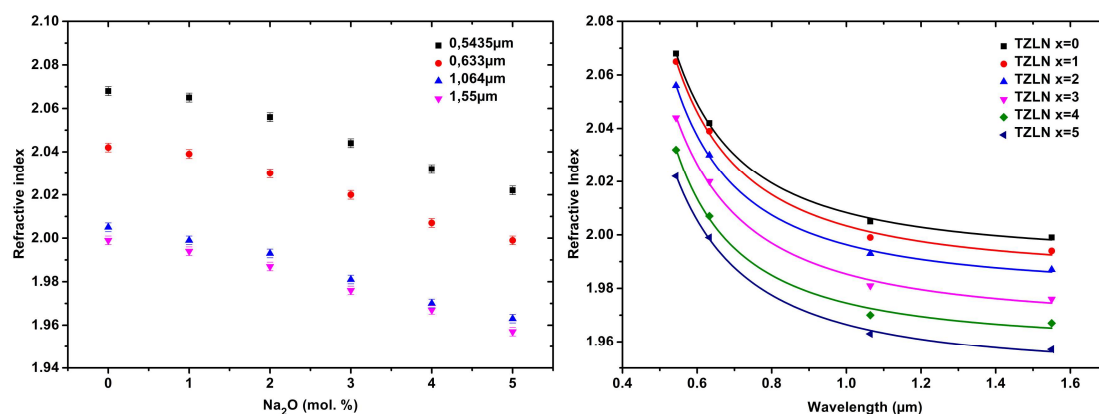 2.12
2.10
2.08
2.06
2.04
2.02
2.00
1.98
1.96
1.94
Refractive index
0 1 2 3 4 5
Na₂O (mol. %)
0,5435µm
0,633µm
1,064µm
1,55µm
2.08
2.06
2.04
2.02
2.00
1.98
1.96
Refractive Index
0.4 0.6 0.8 1.0 1.2 1.4 1.6
Wavelength (µm)
TZLN x=0
TZLN x=1
TZLN x=2
TZLN x=3
TZLN x=4
TZLN x=5